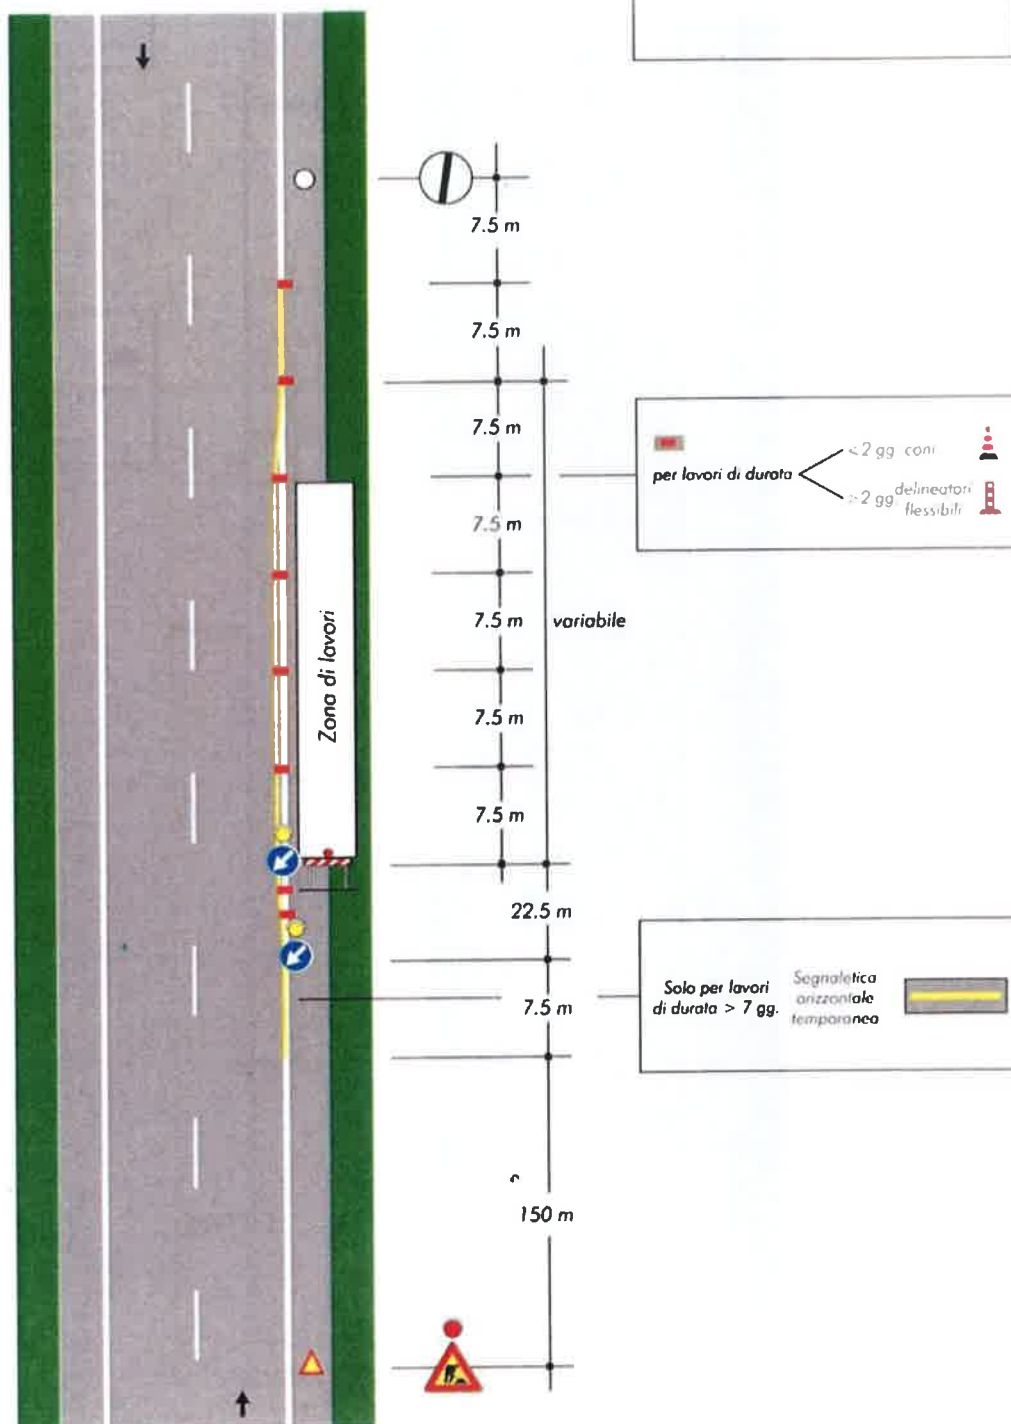 7.5 m
7.5 m
7.5 m
7.5 m
7.5 m
7.5 m
7.5 m
variabile
Zona di lavori
22.5 m
7.5 m
150 m
per lavori di durata
<2 gg. coni
>2 gg. delineatori
flessibili
Solo per lavori
di durata > 7 gg.
Segnaletica
orizzontale
temporanea